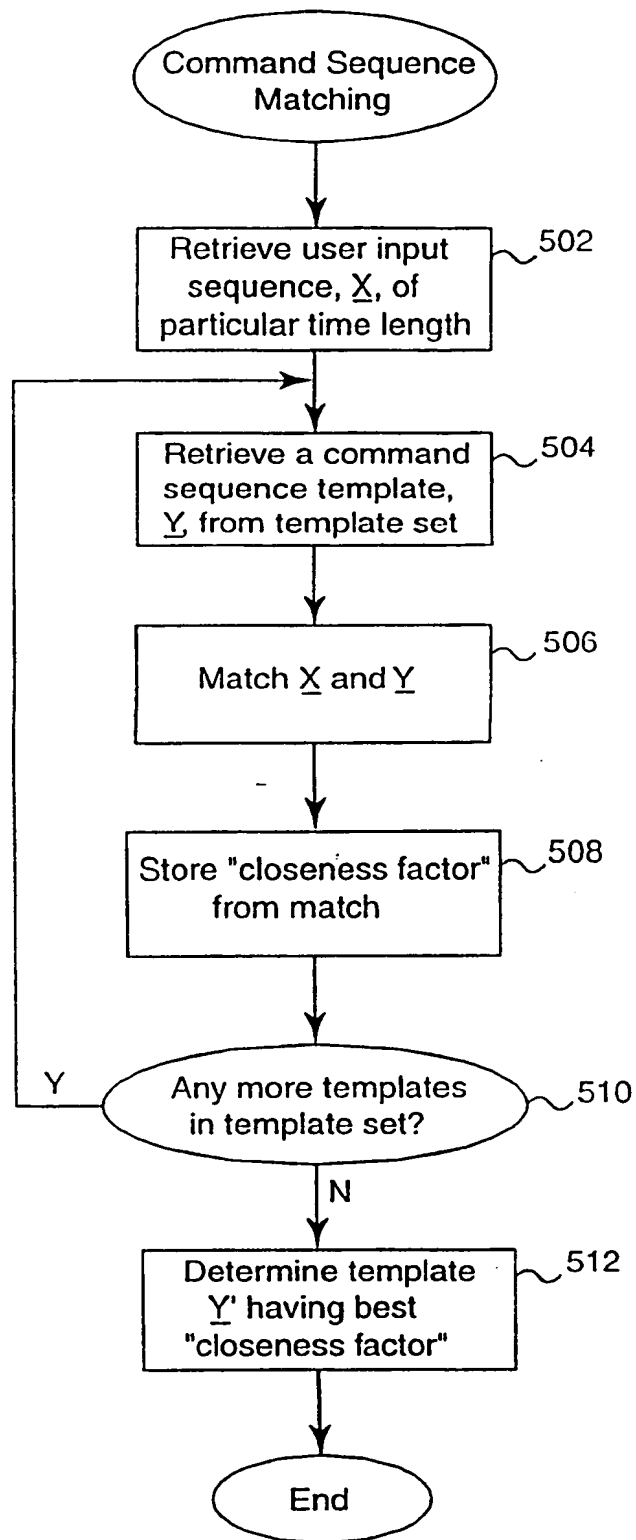 Command Sequence
Matching
Retrieve user input
sequence, X, of
particular time length
502
Retrieve a command
sequence template,
Y, from template set
504
Match X and Y
506
Store "closeness factor"
from match
508
Any more templates
in template set?
510
Y
N
Determine template
Y' having best
"closeness factor"
512
End